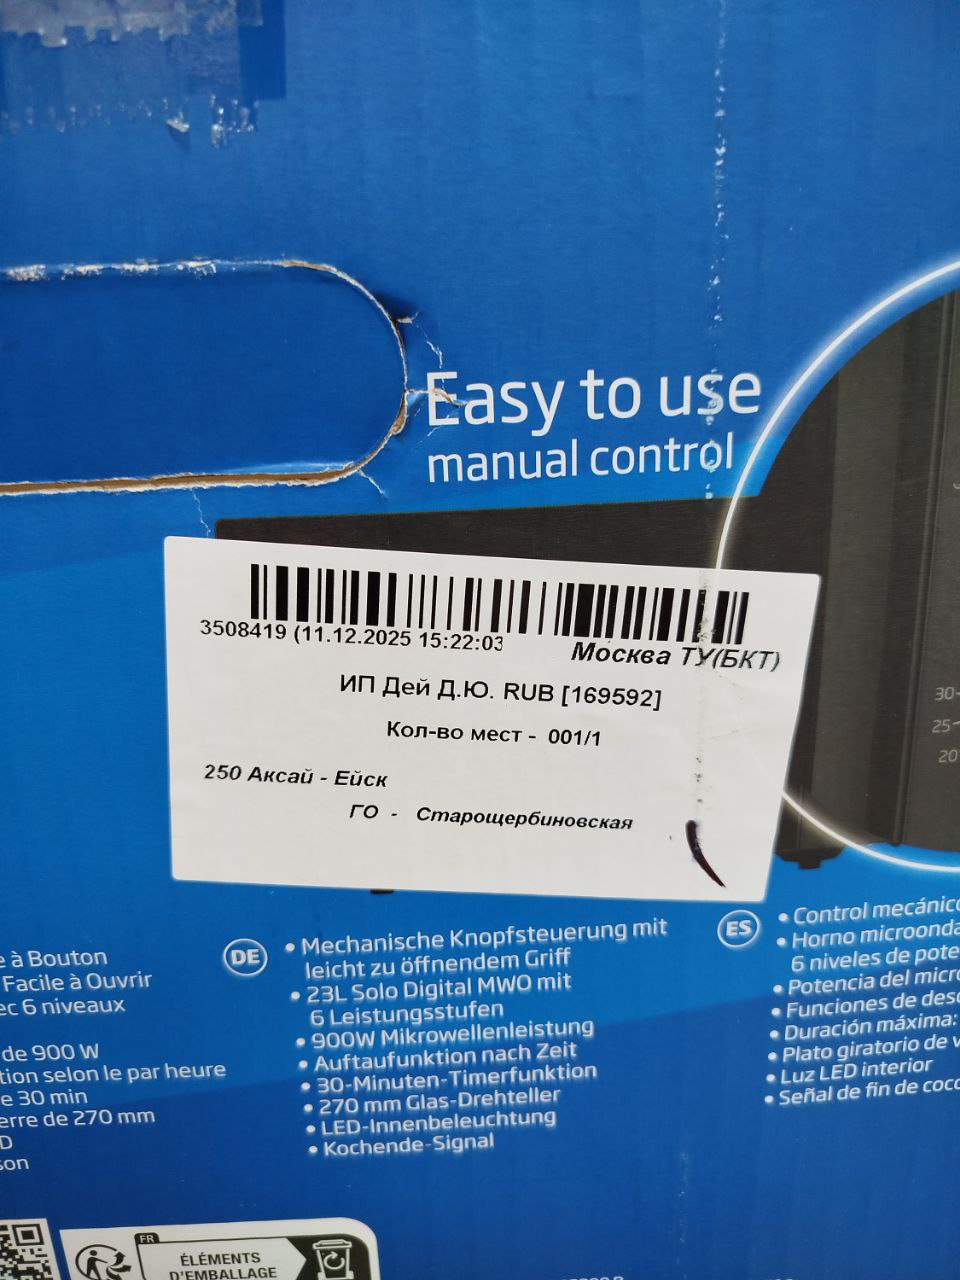 Easy to use
manual control
3508419 (11.12.2025 15:22:03
Москва ТУ(БКТ)
ИП Дей Д.Ю. RUB [169592]
Кол-во мест - 001/1
250 Аксай - Ейск
ГО - Старощербиновская
30-
25-
20
à Bouton
Facile à Ouvrir
6 niveaux
de 900 W
tion selon le par heure
e 30 min
erre de 270 mm
D
son
DE
• Mechanische Knopfsteuerung mit
leicht zu öffnendem Griff
• 23L Solo Digital MWO mit
6 Leistungsstufen
• 900W Mikrowellenleistung
• Auftaufunktion nach Zeit
• 30-Minuten-Timerfunktion
• 270 mm Glas-Drehteller
• LED-Innenbeleuchtung
• Kochende-Signal
ES
• Control mecánico
• Horno microonda
6 niveles de pote
• Potencia del micro
• Funciones de desc
• Duración máxima:
• Plato giratorio de v
• Luz LED interior
• Señal de fin de coc
FR
ÉLÉMENTS
D'EMBALLAGE